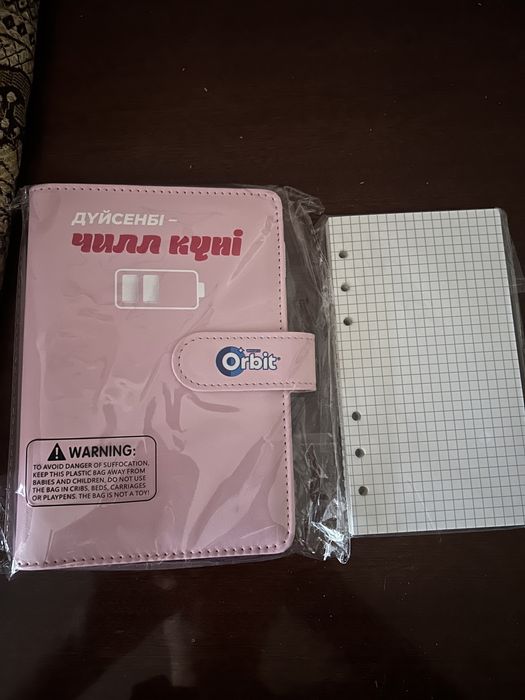 ДҮЙСЕНБІ –
чилл күні
Orbit
WARNING:
TO AVOID DANGER OF SUFFOCATION,
KEEP THIS PLASTIC BAG AWAY FROM
BABIES AND CHILDREN, DO NOT USE
THE BAG IN CRIBS, BEDS, CARRIAGES
OR PLAYPENS. THE BAG IS NOT A TOY!